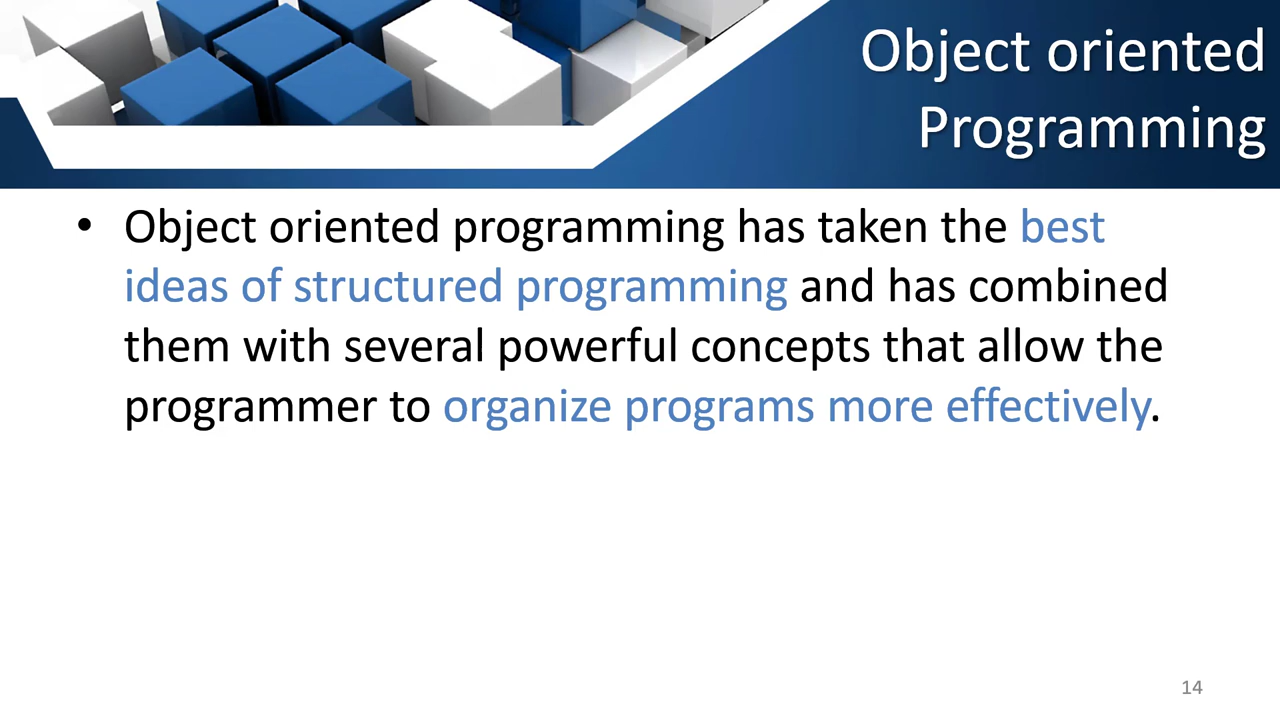 Object oriented
Programming
• Object oriented programming has taken the best
ideas of structured programming and has combined
them with several powerful concepts that allow the
programmer to organize programs more effectively.
14